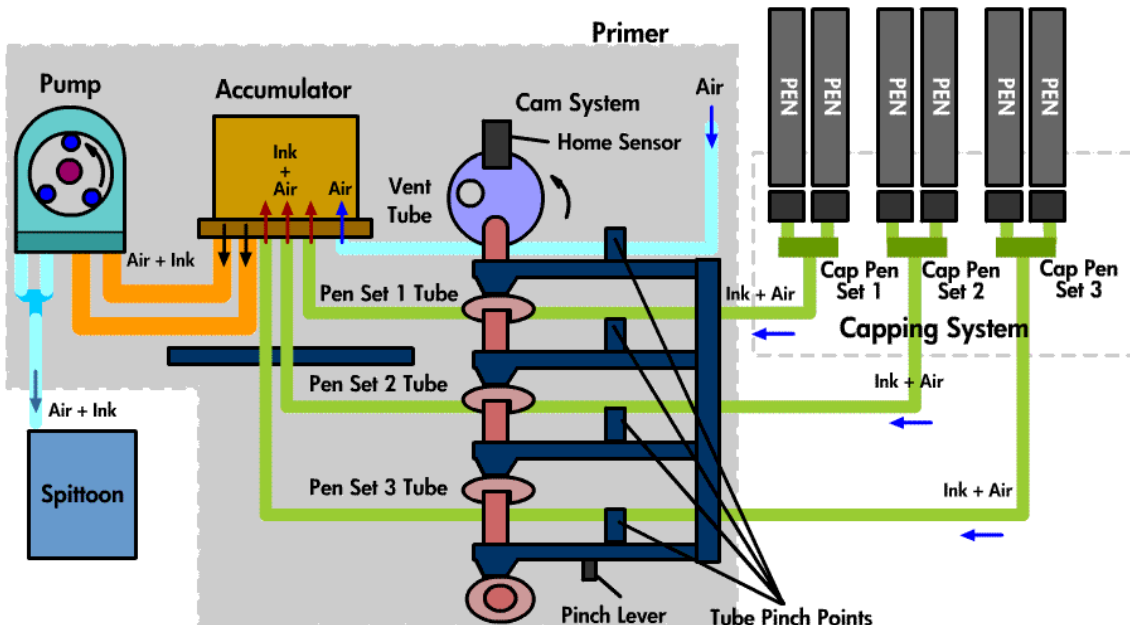 Primer
Pump
Accumulator
Cam System
Home Sensor
Air
PEN
PEN
PEN
PEN
PEN
PEN
Ink
+
Air
Air
Vent
Tube
Air + Ink
Pen Set 1 Tube
Ink + Air
Cap Pen
Set 1
Cap Pen
Set 2
Cap Pen
Set 3
Capping System
Pen Set 2 Tube
Ink + Air
Air + Ink
Spittoon
Pen Set 3 Tube
Ink + Air
Pinch Lever
Tube Pinch Points